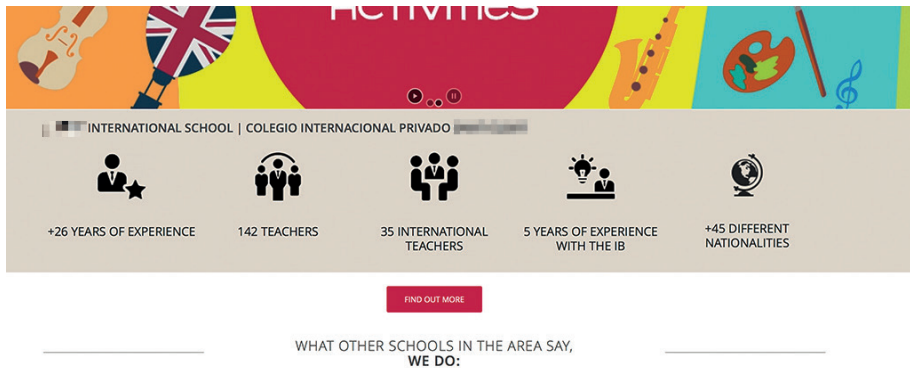 ACTIVITIES
INTERNATIONAL SCHOOL | COLEGIO INTERNACIONAL PRIVADO
+26 YEARS OF EXPERIENCE
142 TEACHERS
35 INTERNATIONAL
TEACHERS
5 YEARS OF EXPERIENCE
WITH THE IB
+45 DIFFERENT
NATIONALITIES
FIND OUT MORE
WHAT OTHER SCHOOLS IN THE AREA SAY,
WE DO: